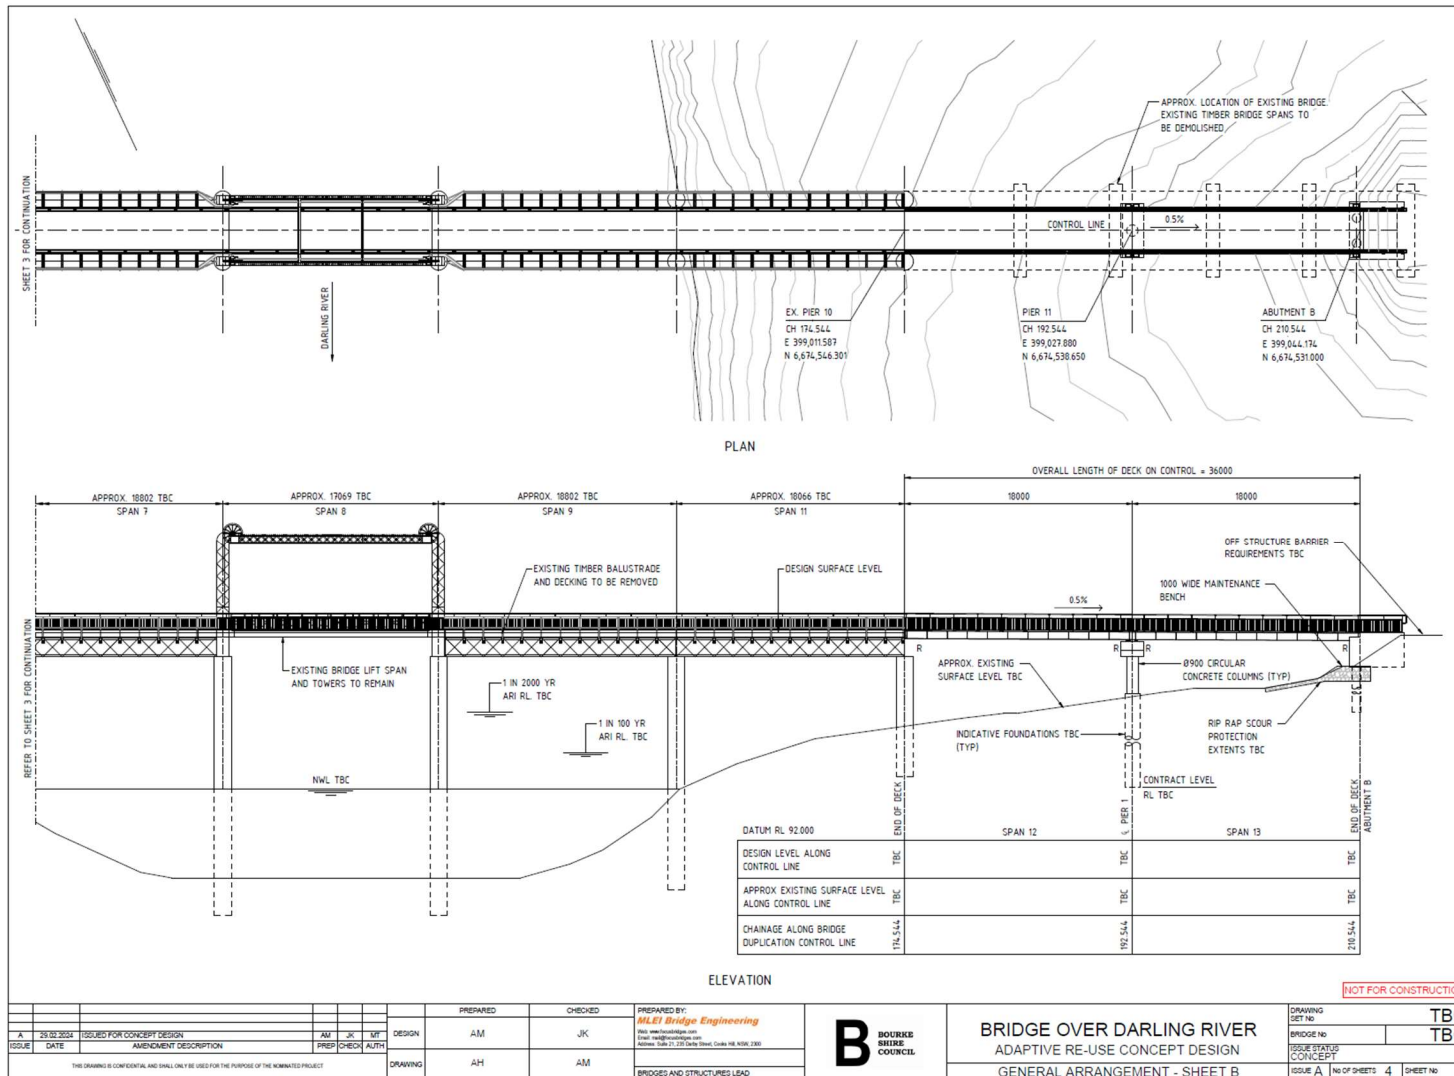 APPROX. LOCATION OF EXISTING BRIDGE.
EXISTING TIMBER BRIDGE SPANS TO
BE DEMOLISHED
SHEET 3 FOR CONTINUATION
CONTROL LINE
0.5%
DARLING RIVER
EX. PIER 10
CH 174.544
E 399,011.587
N 6,674,546.301
PIER 11
CH 192.544
E 399,027.880
N 6,674,538.650
ABUTMENT B
CH 210.544
E 399,044.174
N 6,674,531.000
PLAN
OVERALL LENGTH OF DECK ON CONTROL = 36000
APPROX. 18802 TBC
SPAN 7
APPROX. 17069 TBC
SPAN 8
APPROX. 18802 TBC
SPAN 9
APPROX. 18066 TBC
SPAN 11
18000
18000
OFF STRUCTURE BARRIER
REQUIREMENTS TBC
EXISTING TIMBER BALUSTRADE
AND DECKING TO BE REMOVED
DESIGN SURFACE LEVEL
1000 WIDE MAINTENANCE
BENCH
0.5%
REFER TO SHEET 3 FOR CONTINUATION
R
R
R
R
EXISTING BRIDGE LIFT SPAN
AND TOWERS TO REMAIN
APPROX. EXISTING
SURFACE LEVEL TBC
Ø900 CIRCULAR
CONCRETE COLUMNS (TYP)
1 IN 2000 YR
ARI RL. TBC
1 IN 100 YR
ARI RL. TBC
INDICATIVE FOUNDATIONS TBC
(TYP)
RIP RAP SCOUR
PROTECTION
EXTENTS TBC
NWL TBC
CONTRACT LEVEL
RL TBC
DATUM RL 92.000
END OF DECK
SPAN 12
PIER 1
SPAN 13
END OF DECK
ABUTMENT B
DESIGN LEVEL ALONG
CONTROL LINE
TBC
TBC
TBC
APPROX EXISTING SURFACE LEVEL
ALONG CONTROL LINE
TBC
TBC
TBC
CHAINAGE ALONG BRIDGE
DUPLICATION CONTROL LINE
174.544
192.544
210.544
ELEVATION
NOT FOR CONSTRUCTIO
A 29.02.2024 ISSUED FOR CONCEPT DESIGN AM JK MT
ISSUE DATE AMENDMENT DESCRIPTION PREP CHECK AUTH
THIS DRAWING IS CONFIDENTIAL AND SHALL ONLY BE USED FOR THE PURPOSE OF THE NOMINATED PROJECT
PREPARED CHECKED
DESIGN AM JK
DRAWING AH AM
PREPARED BY:
MLEI Bridge Engineering
BRIDGES AND STRUCTURES LEAD
B
BOURKE
SHIRE
COUNCIL
BRIDGE OVER DARLING RIVER
ADAPTIVE RE-USE CONCEPT DESIGN
GENERAL ARRANGEMENT - SHEET B
DRAWING
SET No TB
BRIDGE No TB
ISSUE STATUS
CONCEPT
ISSUE A No OF SHEETS 4 SHEET No